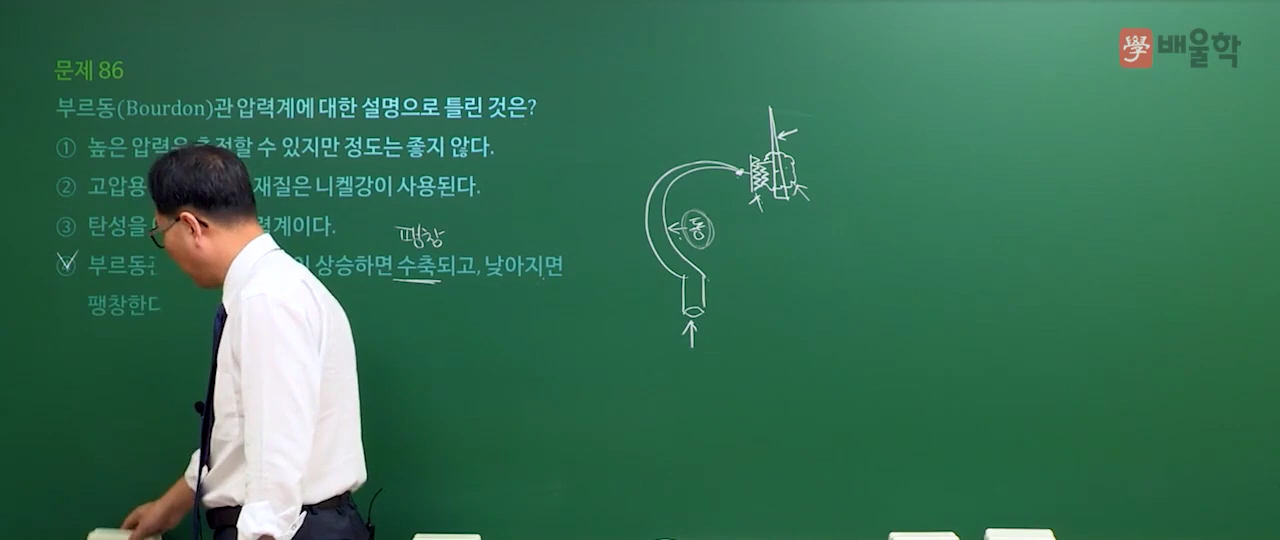 學 배울학
문제 86
부르동(Bourdon)관 압력계에 대한 설명으로 틀린 것은?
① 높은 압력은 측정할 수 있지만 정도는 좋지 않다.
② 고압용 재질은 니켈강이 사용된다.
③ 탄성을 력계이다.
팽창
부르동관 상승하면 수축되고, 낮아지면
팽창한다
동